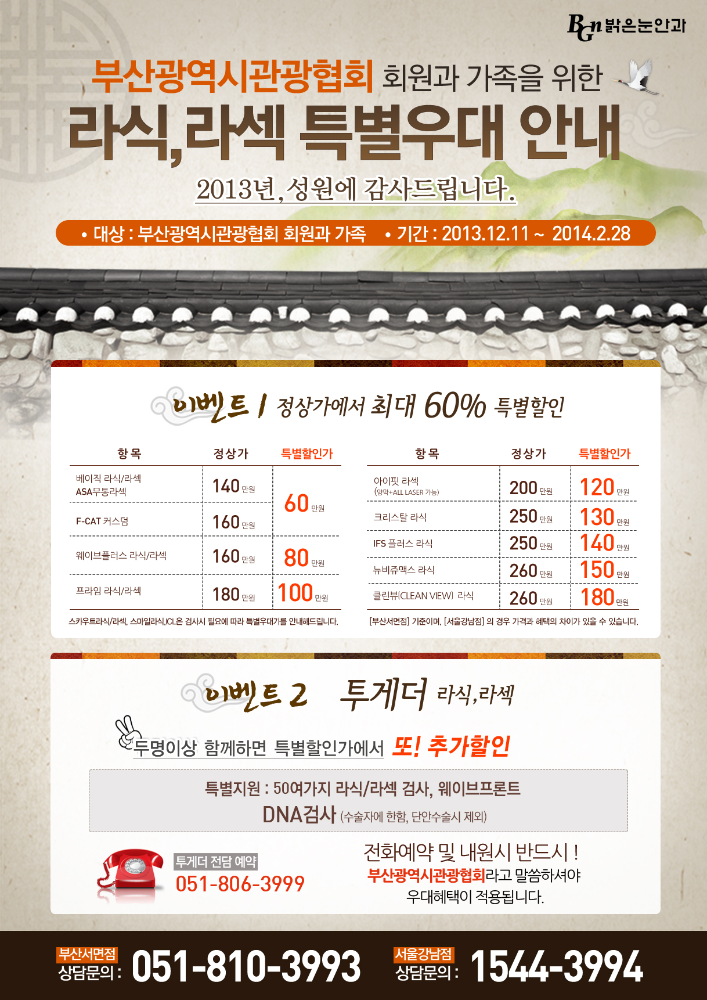 BGn 밝은눈안과
부산광역시관광협회 회원과 가족을 위한
라식,라섹 특별우대 안내
2013년, 성원에 감사드립니다.
• 대상 : 부산광역시관광협회 회원과 가족 • 기간 : 2013.12.11 ~ 2014.2.28
이벤트 1 정상가에서 최대 60% 특별할인
항 목 정상가 특별할인가
베이직 라식/라섹
ASA무통라섹
140 만원
60 만원
F-CAT 커스덤
160 만원
웨이브플러스 라식/라섹 160 만원 80 만원
프라임 라식/라섹 180 만원 100 만원
스카우트라식/라섹, 스마일라식,ICL은 검사시 필요에 따라 특별우대가를 안내해드립니다.
항 목 정상가 특별할인가
아이핏 라섹
(양막+ALL LASER 가능)
200 만원 120 만원
크리스탈 라식 250 만원 130 만원
IFS 플러스 라식 250 만원 140 만원
뉴비쥬맥스 라식 260 만원 150 만원
클린뷰(CLEAN VIEW) 라식 260 만원 180 만원
[부산서면점] 기준이며, [서울강남점] 의 경우 가격과 혜택의 차이가 있을 수 있습니다.
이벤트 2 투게더 라식,라섹
두명이상 함께하면 특별할인가에서 또! 추가할인
특별지원 : 50여가지 라식/라섹 검사, 웨이브프론트
DNA검사 (수술자에 한함, 단안수술시 제외)
투게더 전담 예약
051-806-3999
전화예약 및 내원시 반드시 !
부산광역시관광협회라고 말씀하셔야
우대혜택이 적용됩니다.
부산서면점
상담문의 : 051-810-3993
서울강남점
상담문의 : 1544-3994